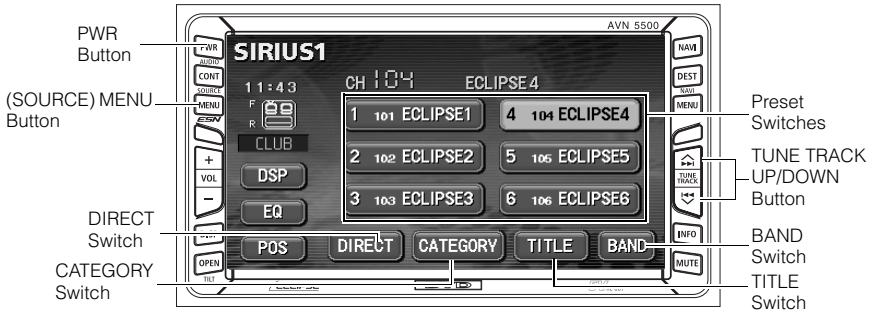 AVN 5500
PWR
Button
(SOURCE) MENU
Button
DIRECT
Switch
CATEGORY
Switch
PWR
AUDIO
CONT
SOURCE
MENU
ESN
+
VOL
−
OPEN
TILT
SIRIUS1
11:43
F
R
CLUB
DSP
EQ
POS
CH 104 ECLIPSE 4
1 101 ECLIPSE1
4 104 ECLIPSE4
2 102 ECLIPSE2
5 105 ECLIPSE5
3 103 ECLIPSE3
6 106 ECLIPSE6
DIRECT
CATEGORY
TITLE
BAND
NAVI
DEST
NAVI
MENU
TUNE
TRACK
INFO
MUTE
Preset
Switches
TUNE TRACK
UP/DOWN
Button
BAND
Switch
TITLE
Switch